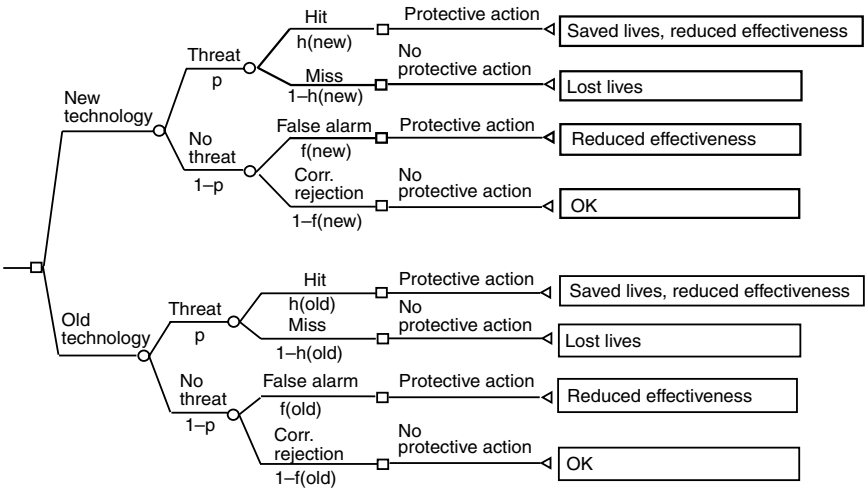 Hit
Protective action
h(new)
Saved lives, reduced effectiveness
Threat
p
No
protective action
Miss
1–h(new)
Lost lives
New
technology
False alarm
Protective action
f(new)
Reduced effectiveness
No
threat
1–p
Corr.
rejection
No
protective action
1–f(new)
OK
Hit
Protective action
h(old)
Saved lives, reduced effectiveness
Threat
p
No
protective action
Miss
1–h(old)
Lost lives
Old
technology
False alarm
Protective action
f(old)
Reduced effectiveness
No
threat
1–p
Corr.
rejection
No
protective action
1–f(old)
OK